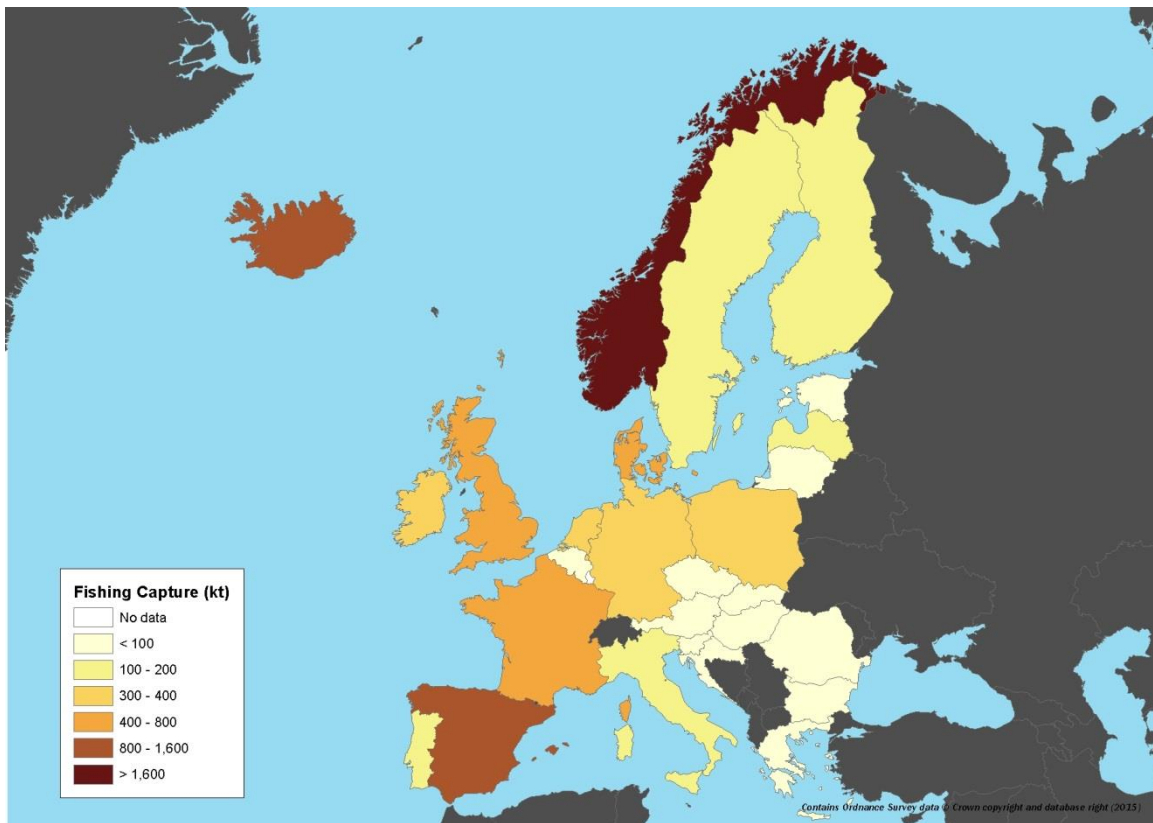 Fishing Capture (kt)
No data
< 100
100 - 200
300 - 400
400 - 800
800 - 1,600
> 1,600
Contains Ordnance Survey data © Crown copyright and database right (2015)